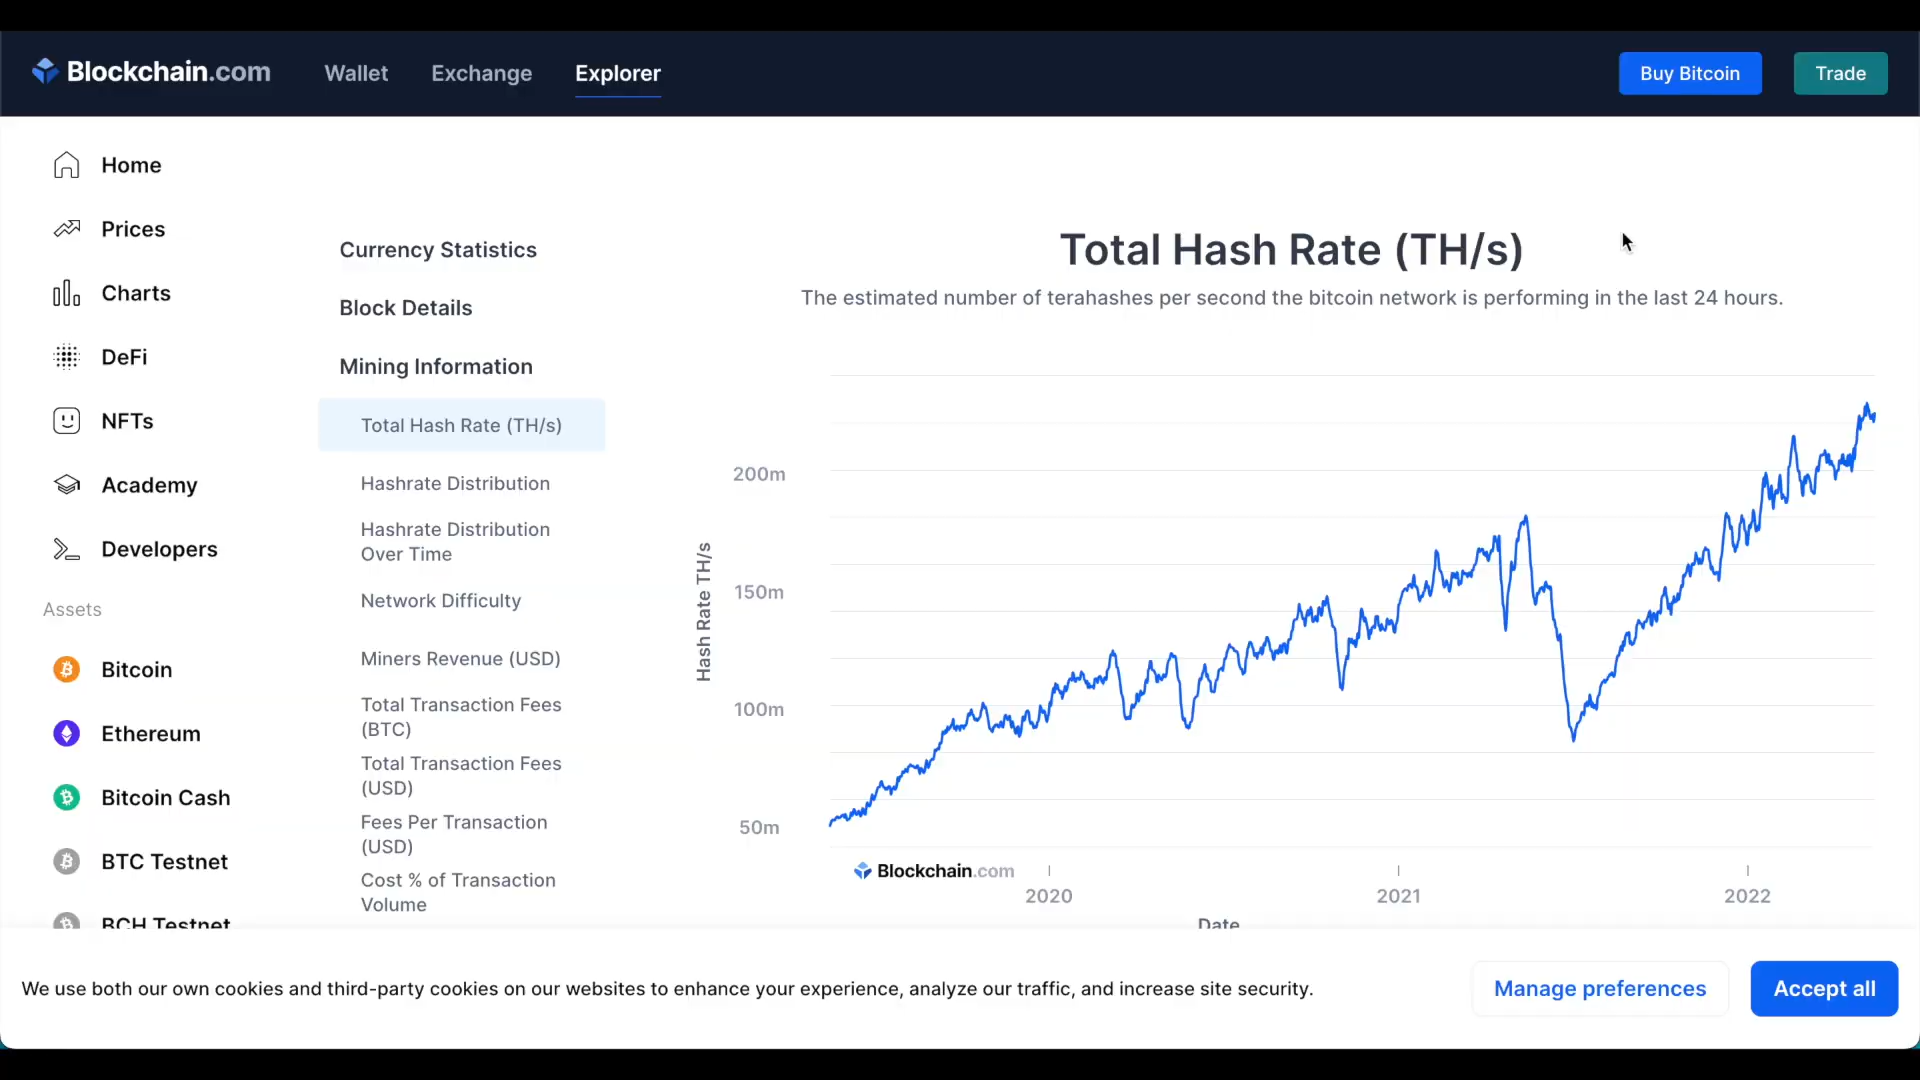 Blockchain.com
Wallet
Exchange
Explorer
Buy Bitcoin
Trade
Home
Prices
Charts
DeFi
NFTs
Academy
Developers
Assets
Bitcoin
Ethereum
Bitcoin Cash
BTC Testnet
BCH Testnet
Currency Statistics
Block Details
Mining Information
Total Hash Rate (TH/s)
Hashrate Distribution
Hashrate Distribution
Over Time
Network Difficulty
Miners Revenue (USD)
Total Transaction Fees
(BTC)
Total Transaction Fees
(USD)
Fees Per Transaction
(USD)
Cost % of Transaction
Volume
Total Hash Rate (TH/s)
The estimated number of terahashes per second the bitcoin network is performing in the last 24 hours.
Hash Rate TH/s
200m
150m
100m
50m
Blockchain.com
2020
2021
2022
Date
We use both our own cookies and third-party cookies on our websites to enhance your experience, analyze our traffic, and increase site security.
Manage preferences
Accept all